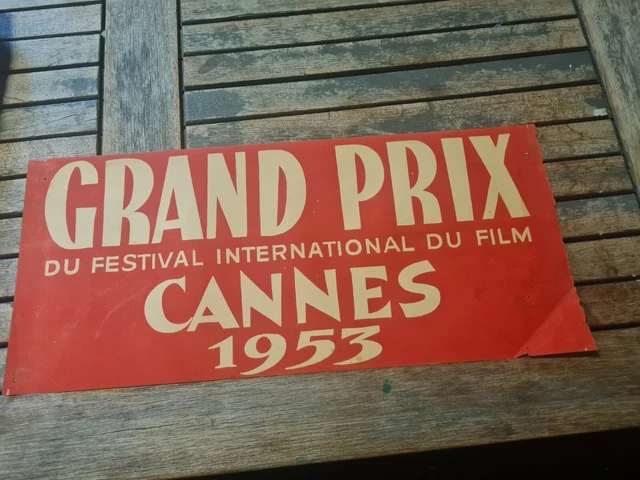 GRAND PRIX
DU FESTIVAL INTERNATIONAL DU FILM
CANNES
1953